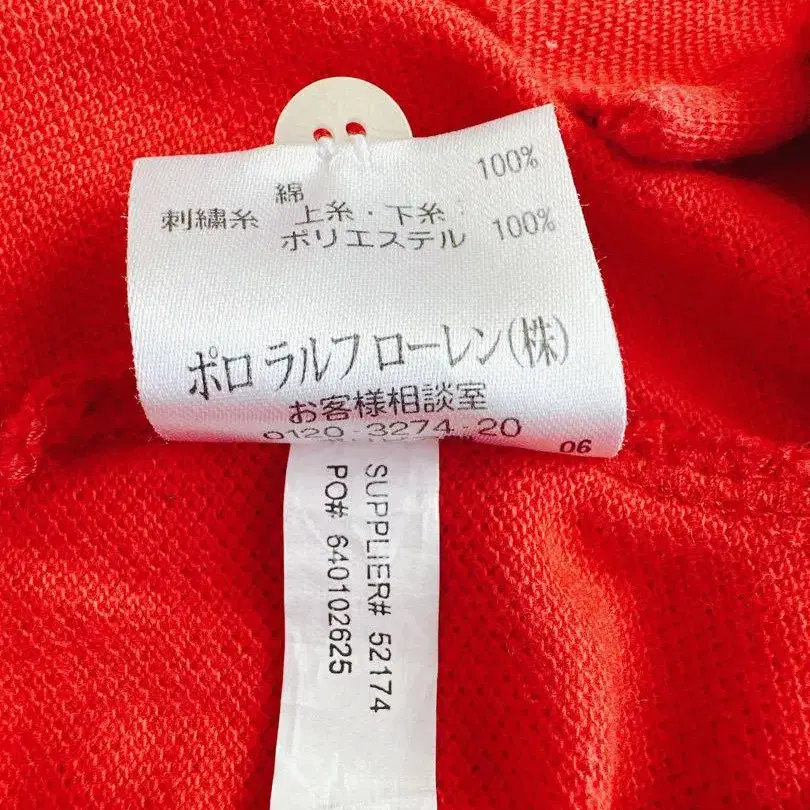 綿 100%
刺繍糸 上糸・下糸:
ポリエステル 100%
ポロ ラルフ ローレン(株)
お客様相談室
0120-3274-20
06
SUPPLIER# 52174
PO# 640102625